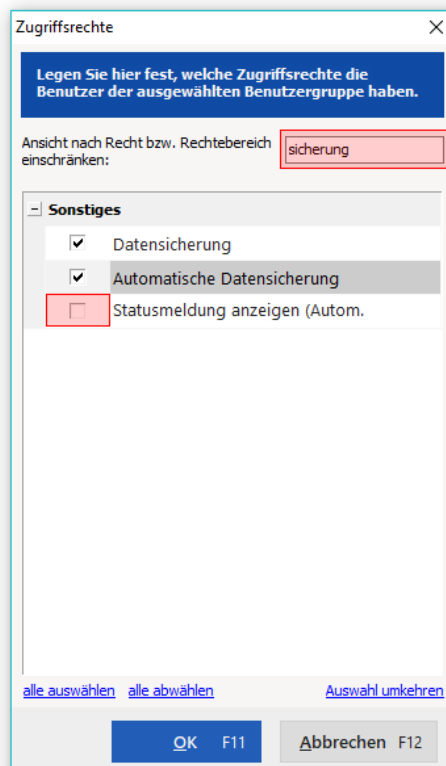 Zugriffsrechte
Legen Sie hier fest, welche Zugriffsrechte die
Benutzer der ausgewählten Benutzergruppe haben.
Ansicht nach Recht bzw. Rechtebereich
einschränken:
sicherung
Sonstiges
Datensicherung
Automatische Datensicherung
Statusmeldung anzeigen (Autom.
alle auswählen alle abwählen Auswahl umkehren
OK F11 Abbrechen F12